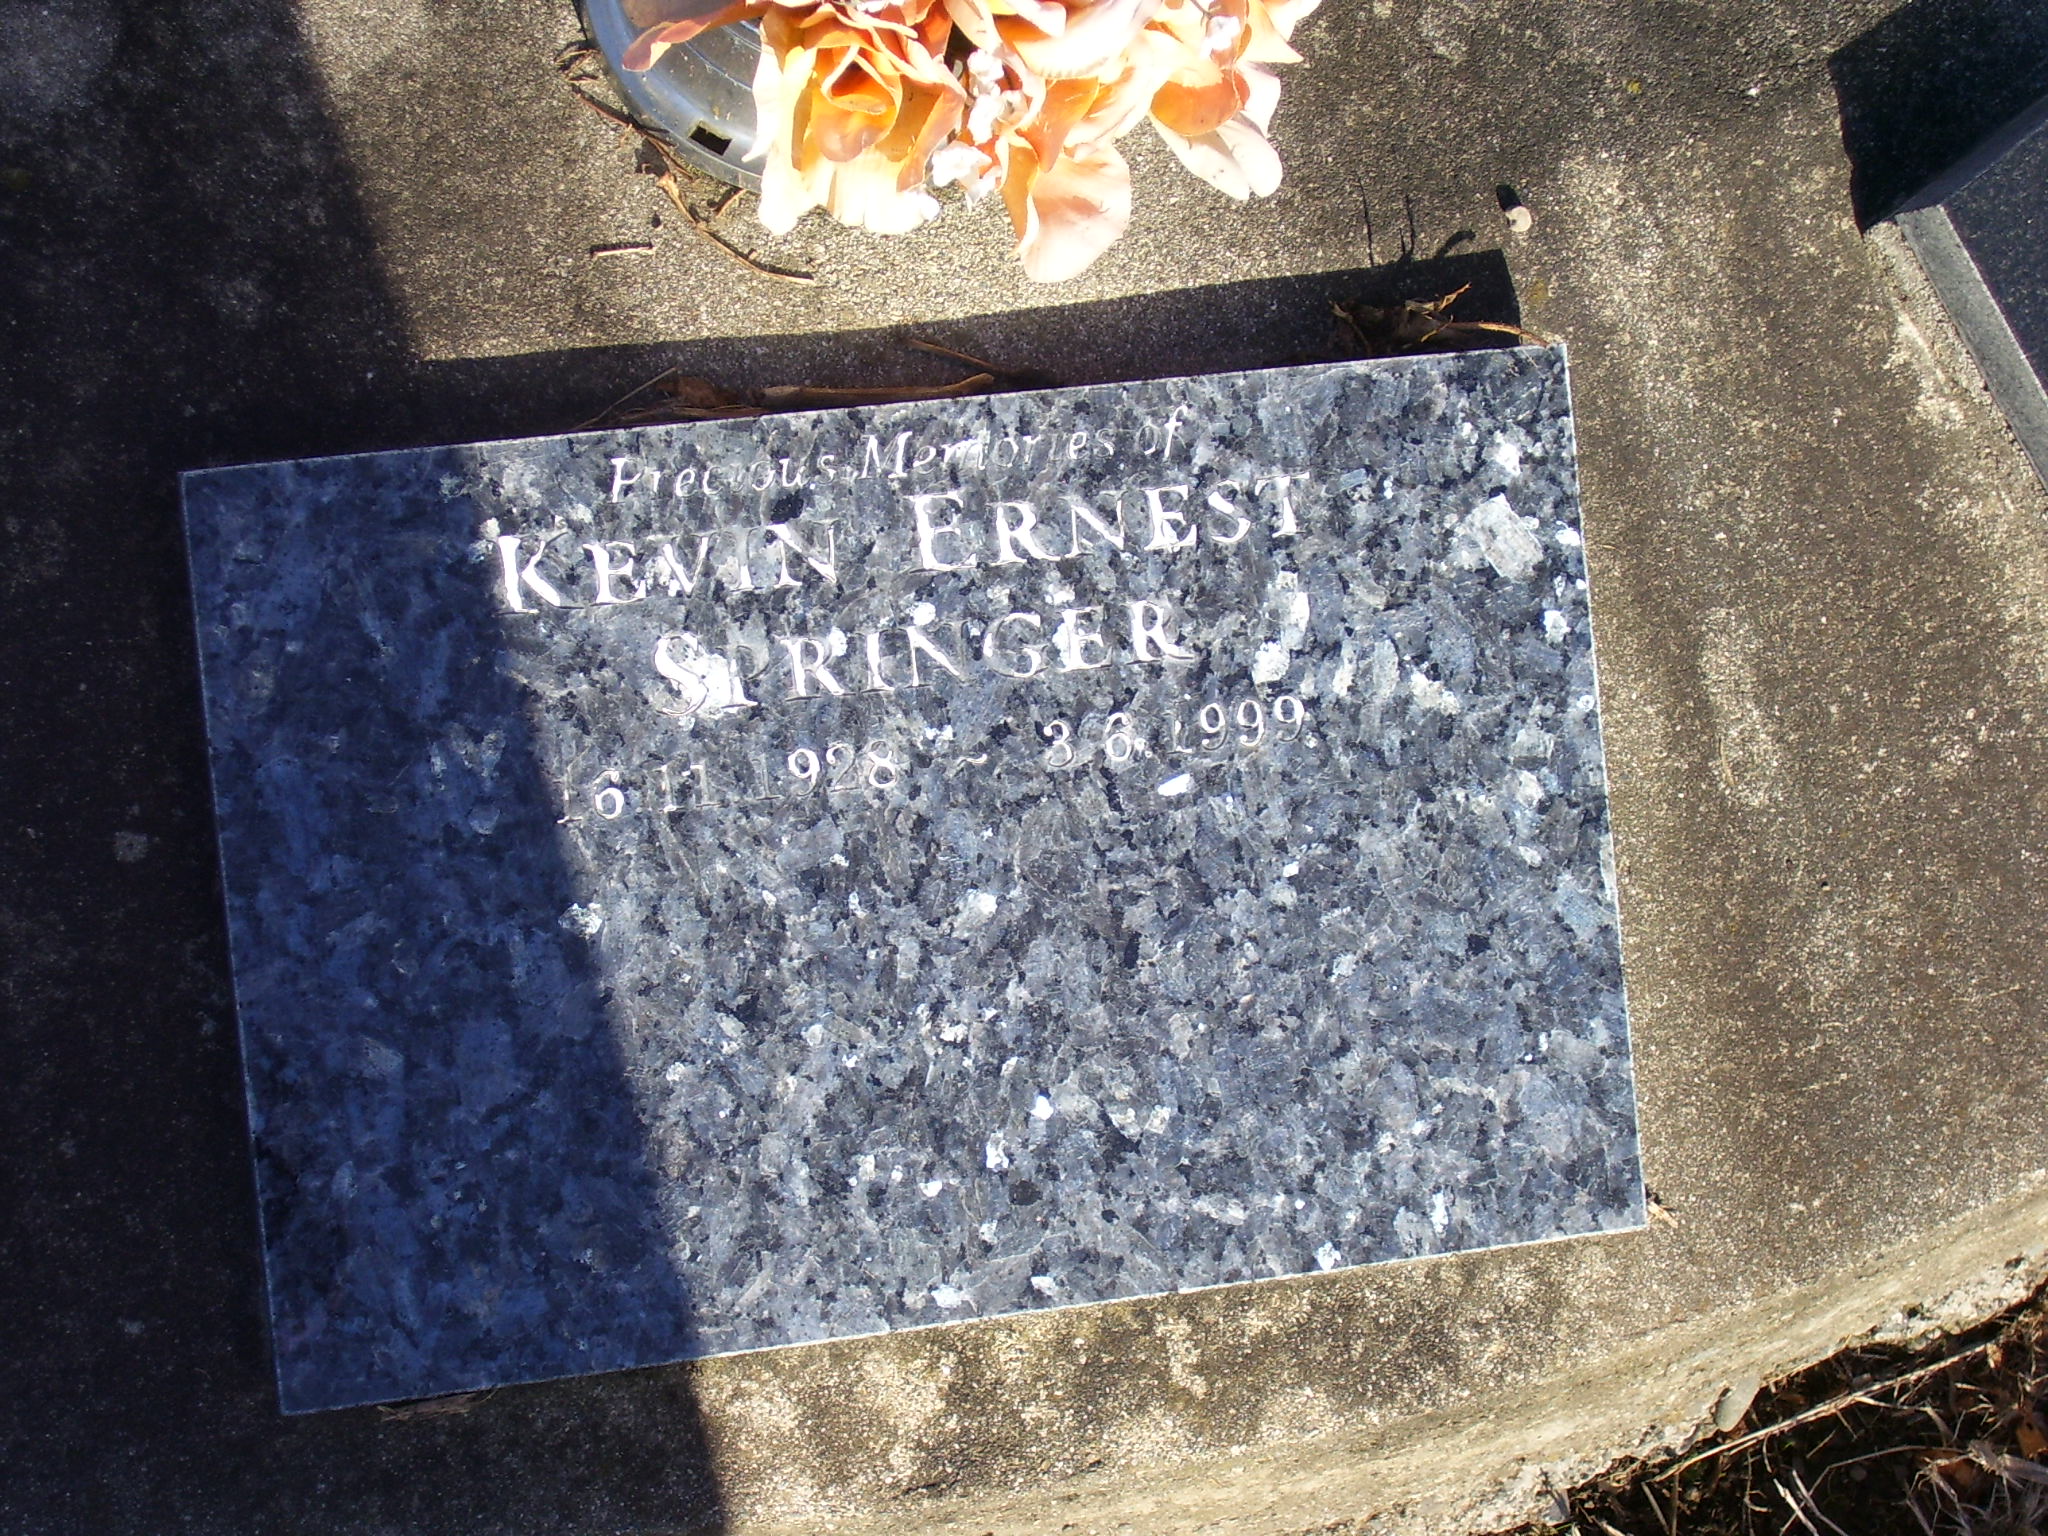 Precious Memories of
KEVIN ERNEST
SPRINGER
16.11.1928 ~ 3.6.1999